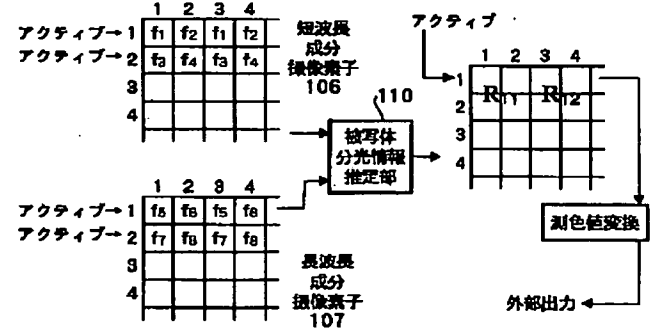 1 2 3 4
アクティブ→ 1 f1 f2 f1 f2
アクティブ→ 2 f3 f4 f3 f4
3
4
短波長
成分
撮像素子
106
アクティブ
1 2 3 4
1
2
3
4
R11 R12
110
被写体
分光情報
推定部
1 2 3 4
アクティブ→ 1 f5 f6 f5 f6
アクティブ→ 2 f7 f8 f7 f8
3
4
長波長
成分
撮像素子
107
測色値変換
外部出力